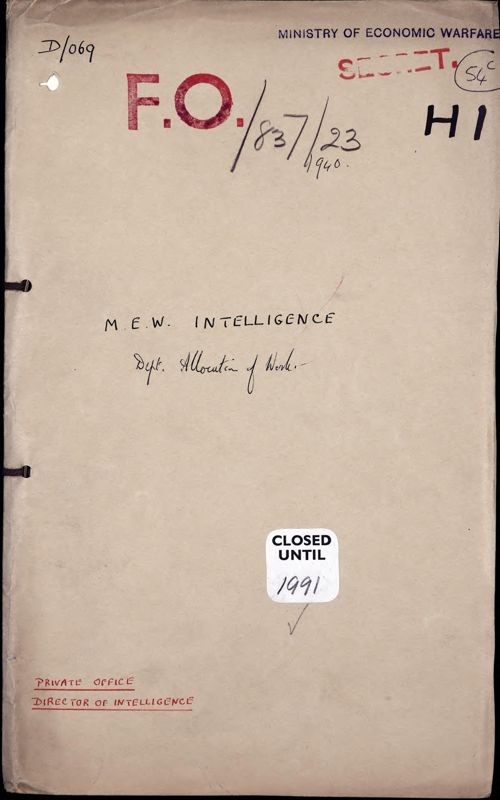 D/069
MINISTRY OF ECONOMIC WARFARE
SECRET.
54c
F.O./837/23
1940.
H1
M.E.W. INTELLIGENCE
Dept. Allocation of Work.-
CLOSED
UNTIL
1991
PRIVATE OFFICE
DIRECTOR OF INTELLIGENCE